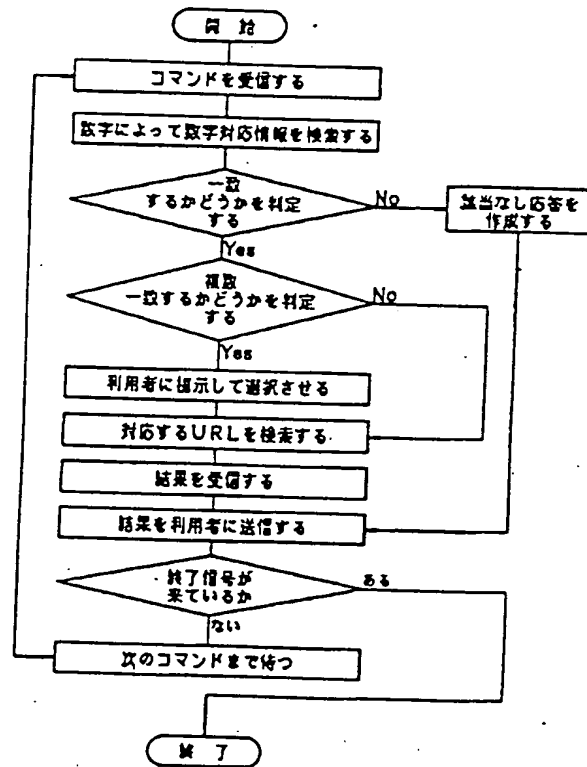 開 始
コマンドを受信する
数字によって数字対応情報を検索する
一致
するかどうかを判定
する
No
該当なし応答を
作成する
Yes
複数
一致するかどうかを判定
する
No
Yes
利用者に提示して選択させる
対応するURLを検索する
結果を受信する
結果を利用者に送信する
終了信号が
来ているか
ある
ない
次のコマンドまで待つ
終 了